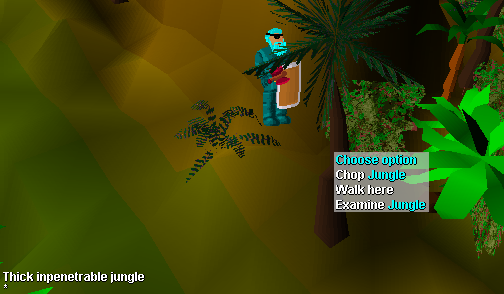 Choose option
Chop Jungle
Walk here
Examine Jungle
Thick inpenetrable jungle
*